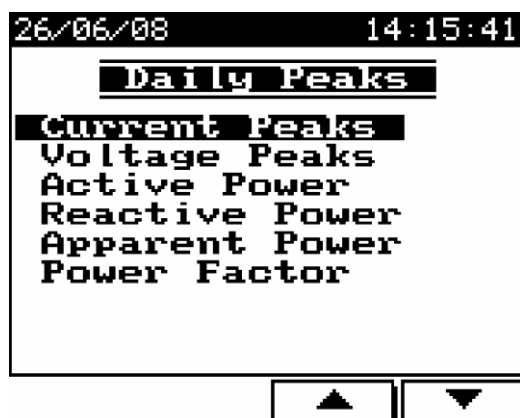 26/06/08 14:15:41
Daily Peaks
Current Peaks
Voltage Peaks
Active Power
Reactive Power
Apparent Power
Power Factor